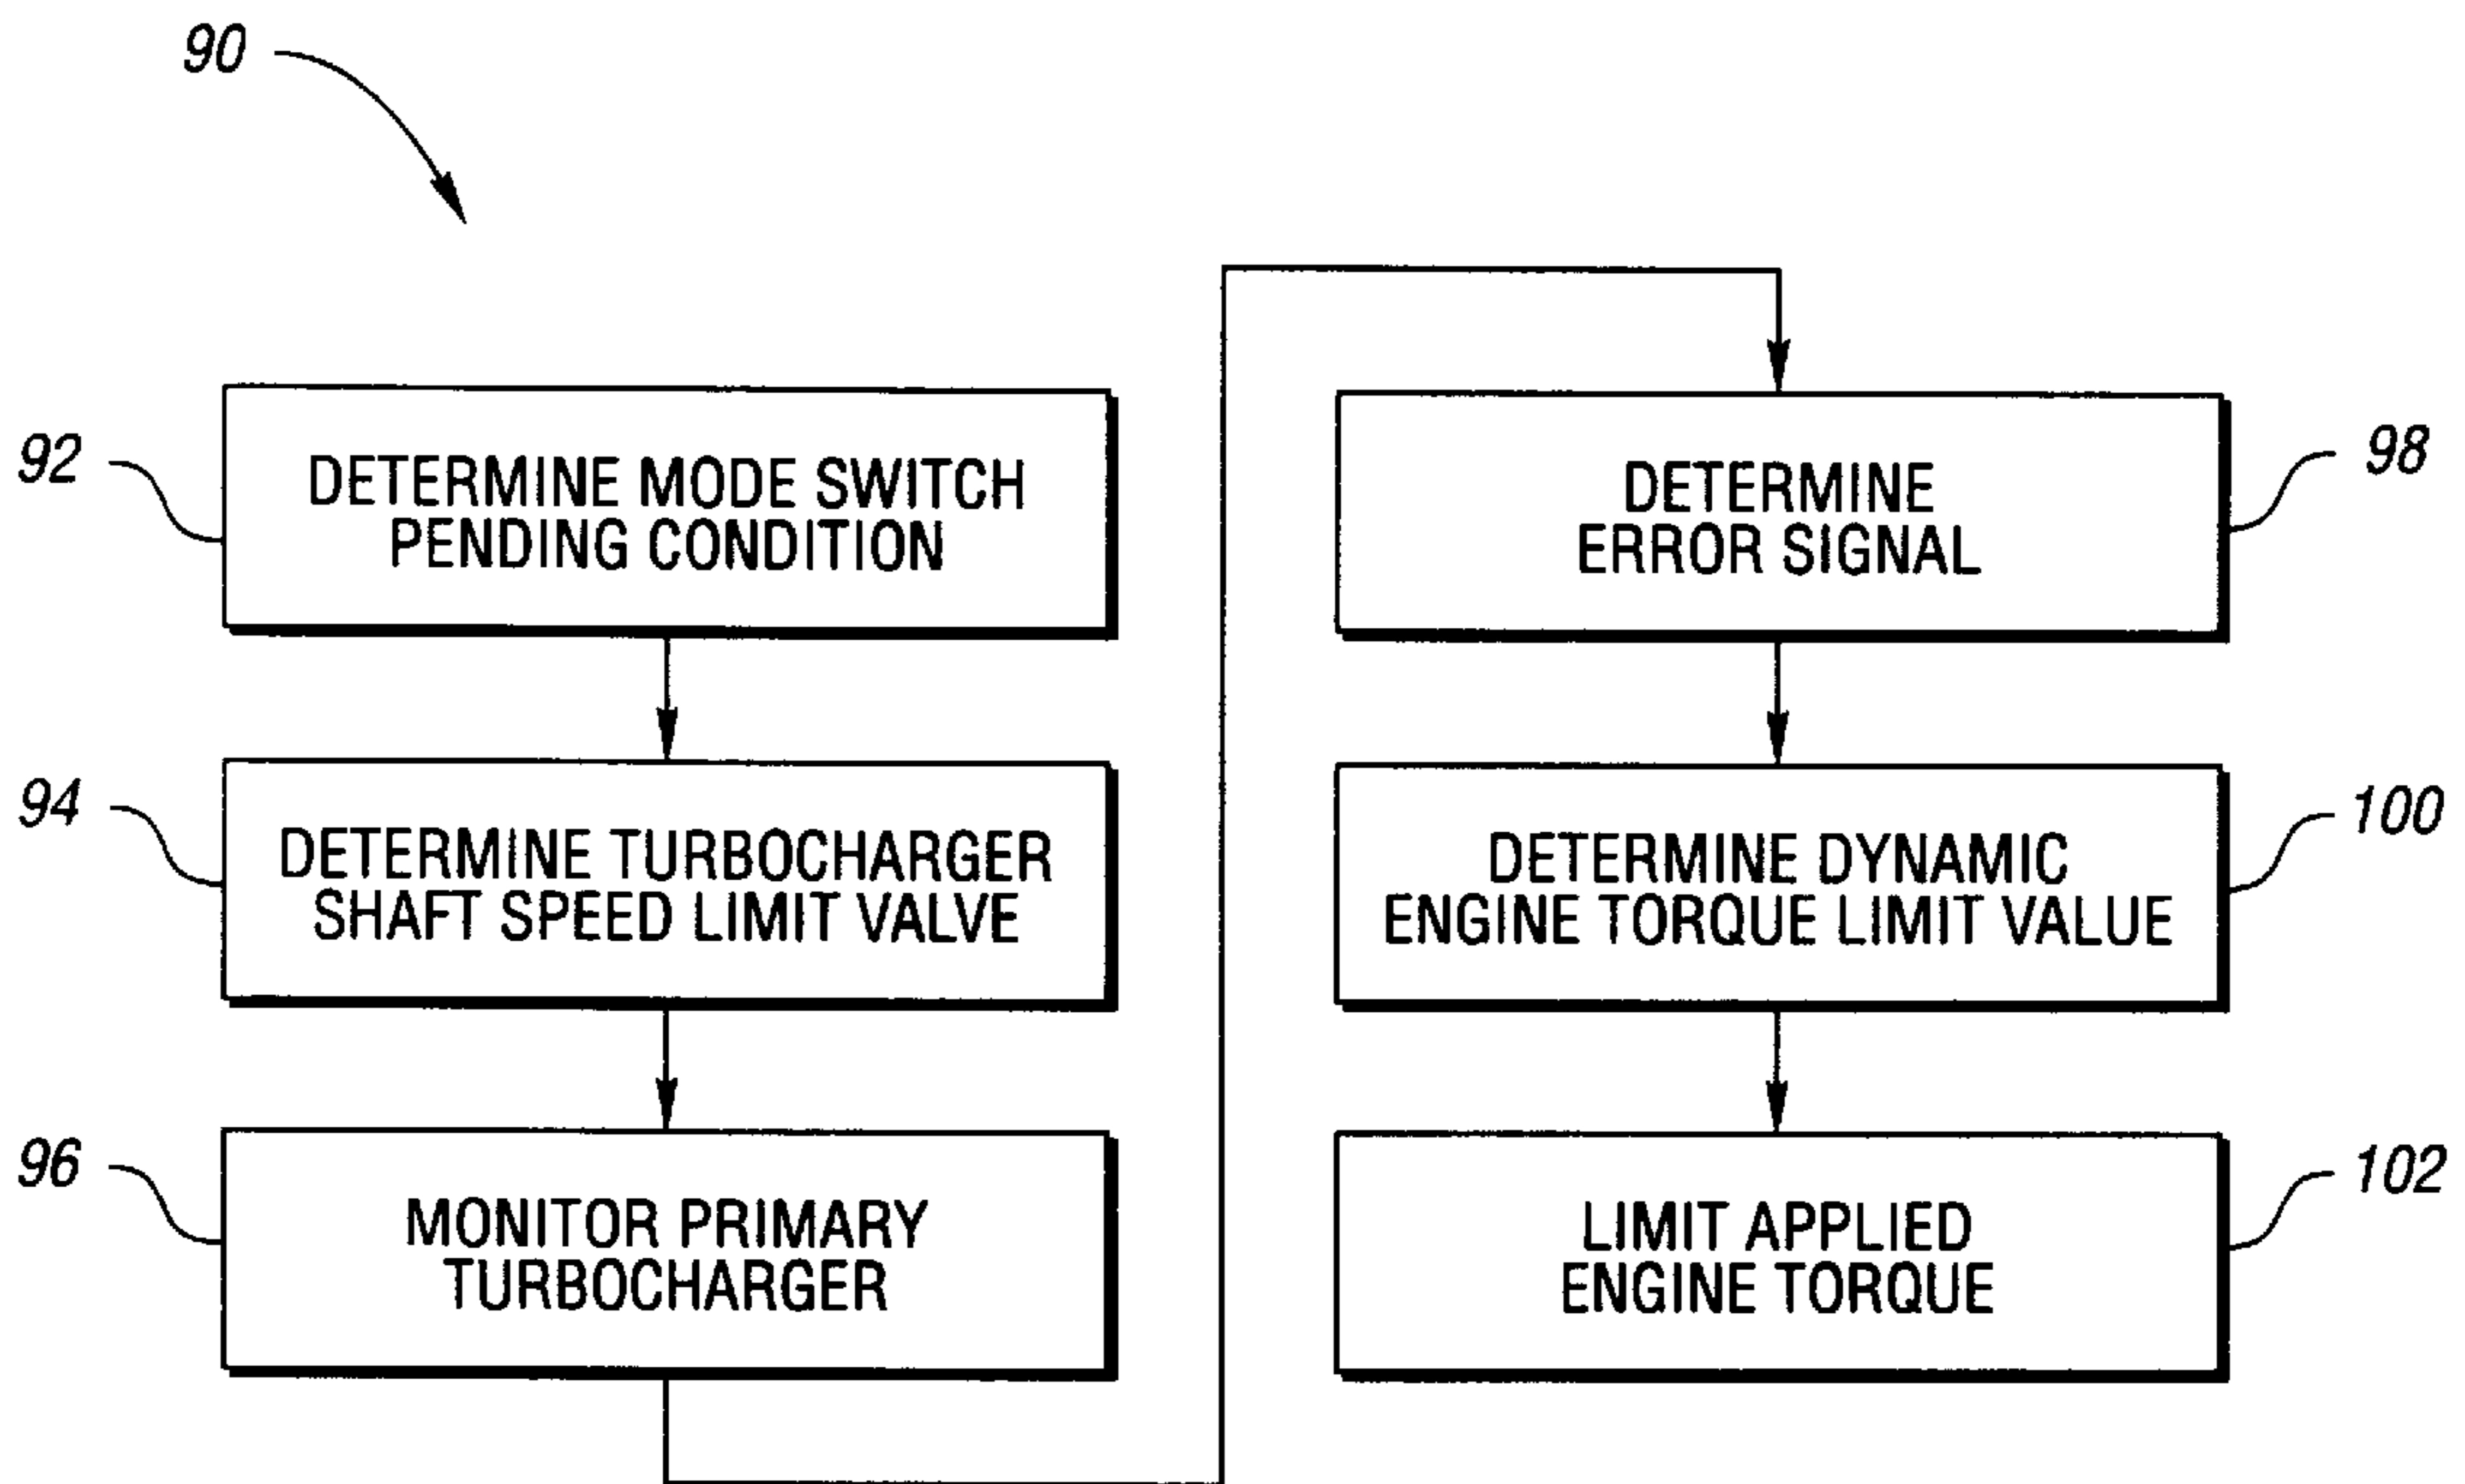 90
92
DETERMINE MODE SWITCH
PENDING CONDITION
94
DETERMINE TURBOCHARGER
SHAFT SPEED LIMIT VALVE
96
MONITOR PRIMARY
TURBOCHARGER
98
DETERMINE
ERROR SIGNAL
100
DETERMINE DYNAMIC
ENGINE TORQUE LIMIT VALUE
102
LIMIT APPLIED
ENGINE TORQUE